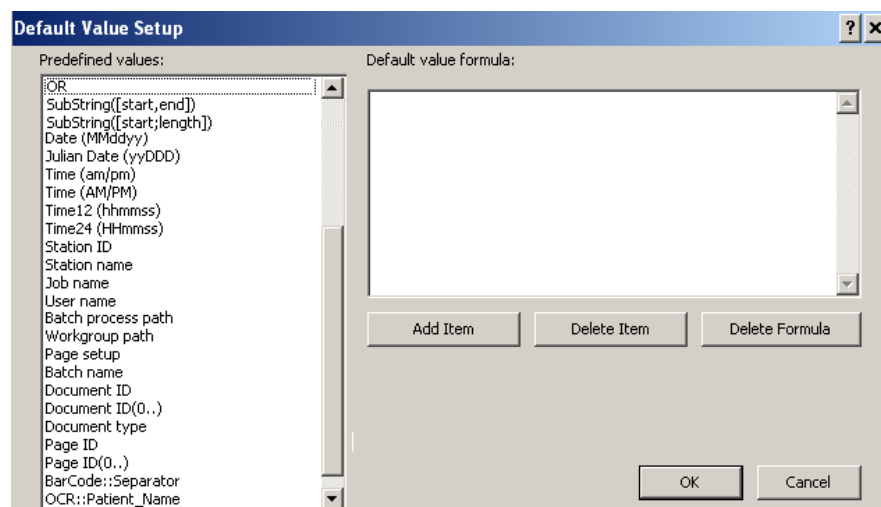 Default Value Setup
Predefined values:
OR
SubString([start,end])
SubString([start;length])
Date (MMddyy)
Julian Date (yyDDD)
Time (am/pm)
Time (AM/PM)
Time12 (hhmmss)
Time24 (HHmmss)
Station ID
Station name
Job name
User name
Batch process path
Workgroup path
Page setup
Batch name
Document ID
Document ID(0..)
Document type
Page ID
Page ID(0..)
BarCode::Separator
OCR::Patient_Name
Default value formula:
Add Item Delete Item Delete Formula
OK Cancel